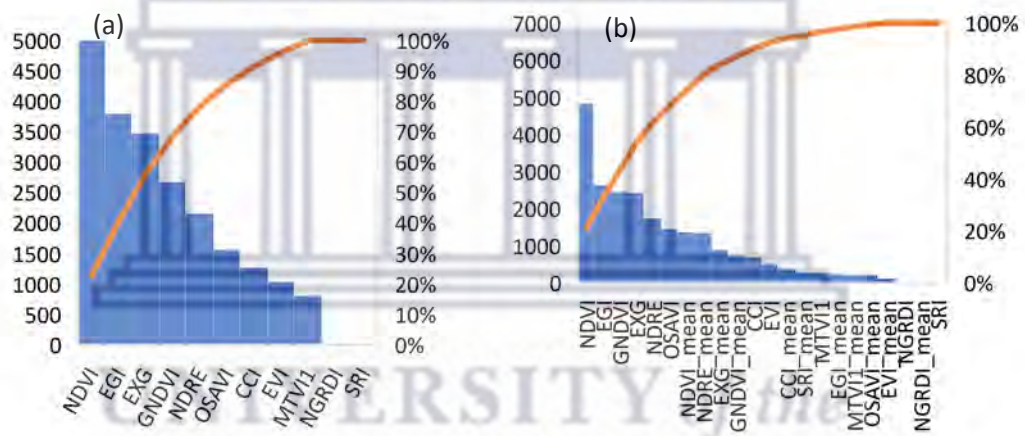 (a)
5000
4500
4000
3500
3000
2500
2000
1500
1000
500
0
100%
90%
80%
70%
60%
50%
40%
30%
20%
10%
0%
NDVI
EGI
EXG
GNDVI
NDRE
OSAVI
CCI
EVI
MTVI1
NGRDI
SRI
(b)
7000
6000
5000
4000
3000
2000
1000
0
100%
80%
60%
40%
20%
0%
NDVI
EGI
GNDVI
EXG
NDRE
OSAVI
NDVI_mean
NDRE_mean
EXG_mean
GNDVI_mean
CCI
EVI
CCI_mean
SRI_mean
MTVI1
EGI_mean
MTVI1_mean
OSAVI_mean
EVI_mean
NGRDI
NGRDI_mean
SRI
UNIVERSITY of the